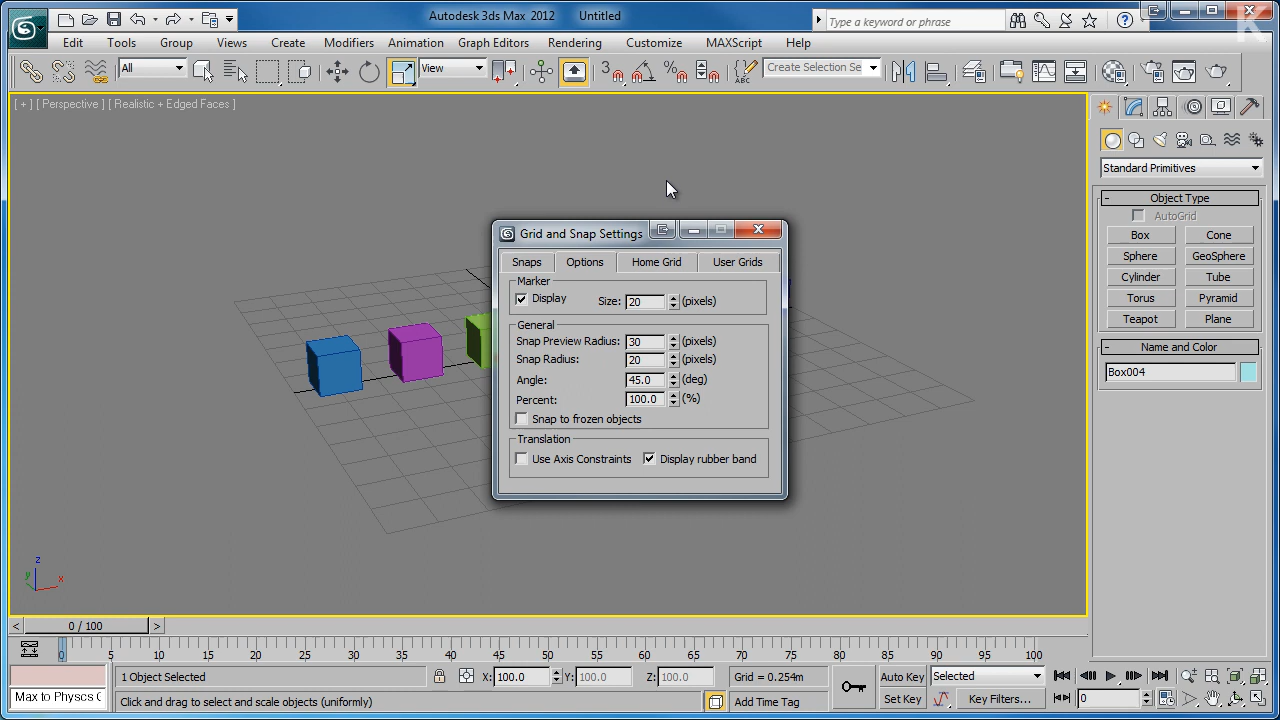 Autodesk 3ds Max 2012 Untitled
Type a keyword or phrase
K
Edit Tools Group Views Create Modifiers Animation Graph Editors Rendering Customize MAXScript Help
All View 3 Create Selection Se
[ + ] [ Perspective ] [ Realistic + Edged Faces ]
Standard Primitives
- Object Type
AutoGrid
Box Cone
Sphere GeoSphere
Cylinder Tube
Torus Pyramid
Teapot Plane
- Name and Color
Box004
Grid and Snap Settings
Snaps Options Home Grid User Grids
Marker
Display Size: 20 (pixels)
General
Snap Preview Radius: 30 (pixels)
Snap Radius: 20 (pixels)
Angle: 45.0 (deg)
Percent: 100.0 (%)
Snap to frozen objects
Translation
Use Axis Constraints Display rubber band
z
y x
< 0 / 100 >
0 5 10 15 20 25 30 35 40 45 50 55 60 65 70 75 80 85 90 95 100
1 Object Selected X: 100.0 Y: 100.0 Z: 100.0 Grid = 0.254m Auto Key Selected
Max to Physcs C Click and drag to select and scale objects (uniformly) Add Time Tag Set Key Key Filters... 0